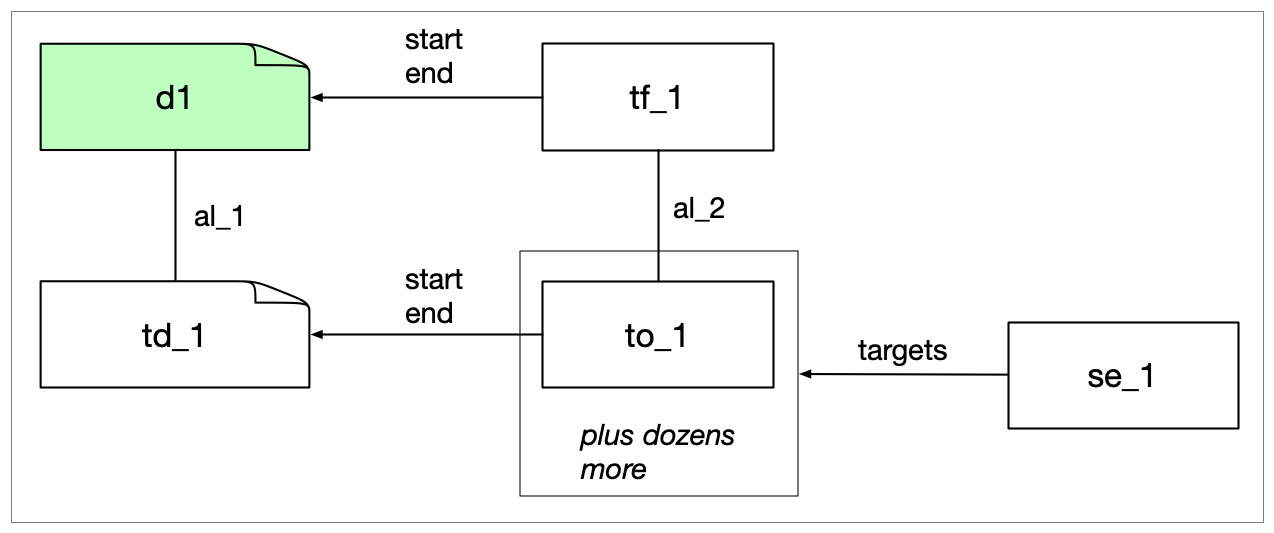 start
end
d1
tf_1
al_1
al_2
start
end
td_1
to_1
targets
se_1
plus dozens
more